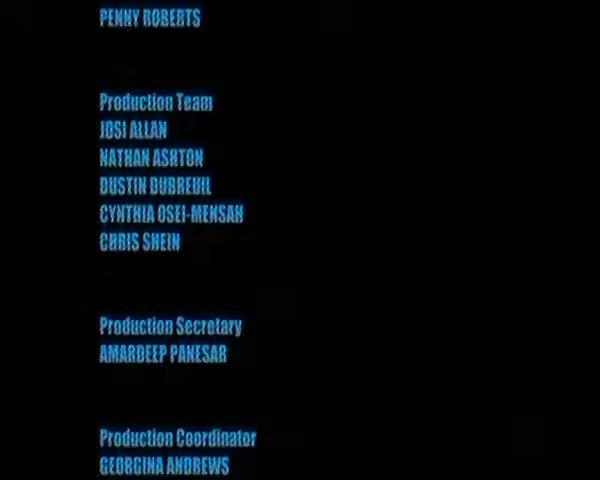 PENNY ROBERTS
Production Team
JOSI ALLAN
NATHAN ASHTON
DUSTIN DUBREUIL
CYNTHIA OSEI-MENSAH
CHRIS SHEIN
Production Secretary
AMARDEEP PANESAR
Production Coordinator
GEORGINA ANDREWS